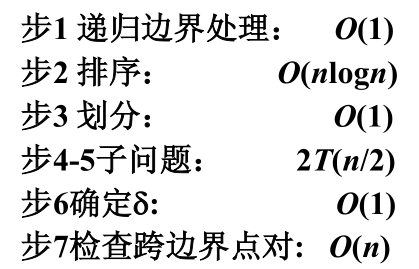 步1 递归边界处理： O(1)
步2 排序： O(nlogn)
步3 划分： O(1)
步4-5子问题： 2T(n/2)
步6确定δ: O(1)
步7检查跨边界点对： O(n)